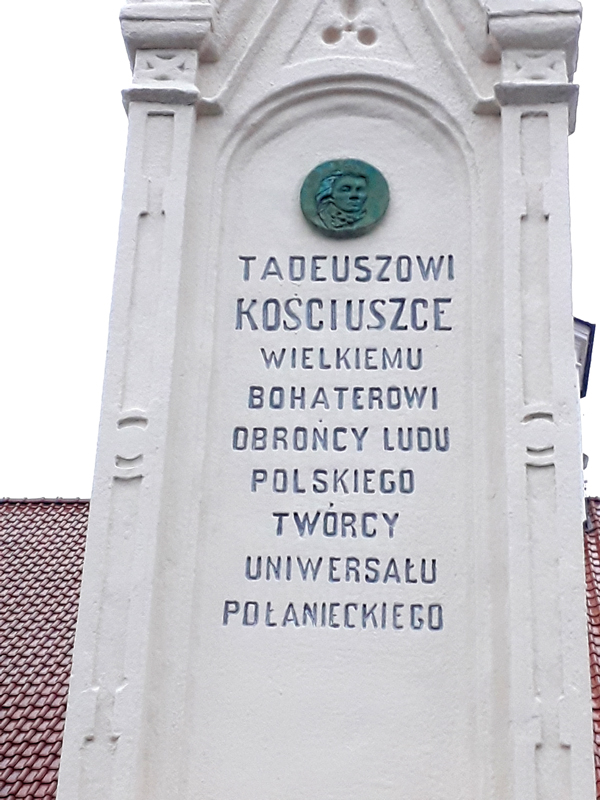 TADEUSZOWI
KOŚCIUSZCE
WIELKIEMU
BOHATEROWI
OBROŃCY LUDU
POLSKIEGO
TWÓRCY
UNIWERSAŁU
POŁANIECKIEGO